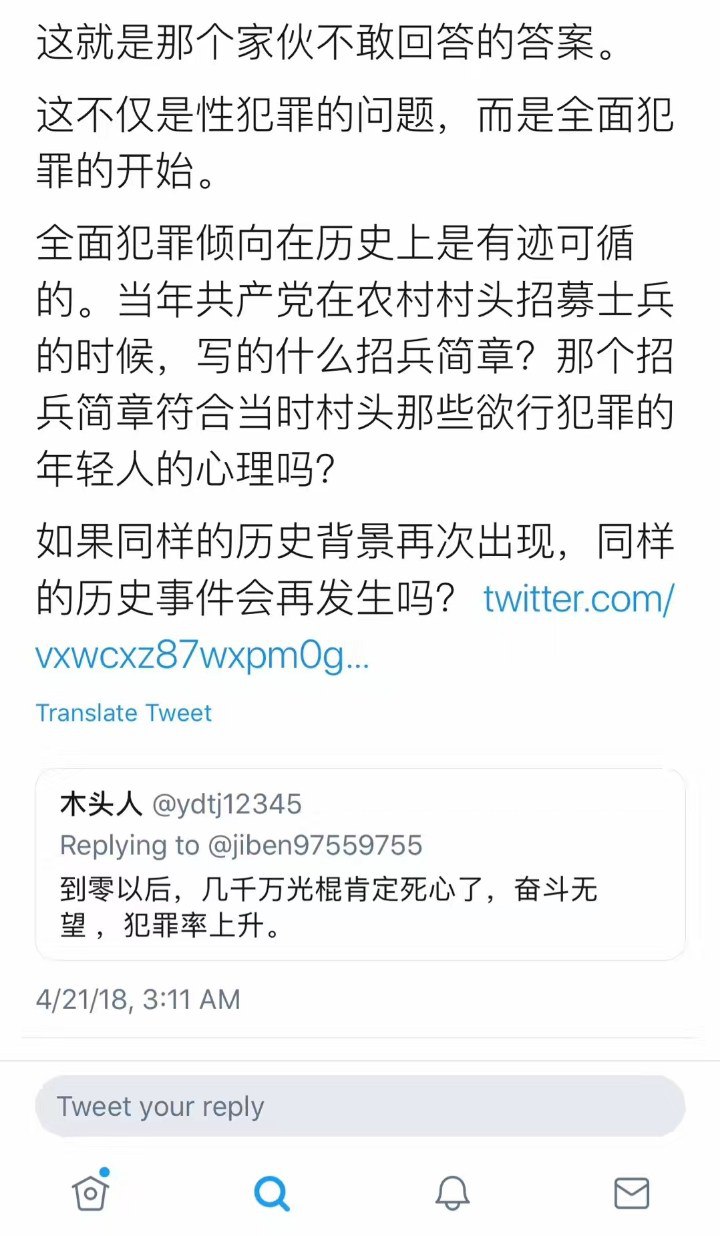 这就是那个家伙不敢回答的答案。
这不仅是性犯罪的问题，而是全面犯
罪的开始。
全面犯罪倾向在历史上是有迹可循
的。当年共产党在农村村头招募士兵
的时候，写的什么招兵简章？那个招
兵简章符合当时村头那些欲行犯罪的
年轻人的心理吗？
如果同样的历史背景再次出现，同样
的历史事件会再发生吗？ twitter.com/
vxwcxz87wxpm0g...
Translate Tweet
木头人 @ydtj12345
Replying to @jiben97559755
到零以后，几千万光棍肯定死心了，奋斗无
望 ，犯罪率上升。
4/21/18, 3:11 AM
Tweet your reply